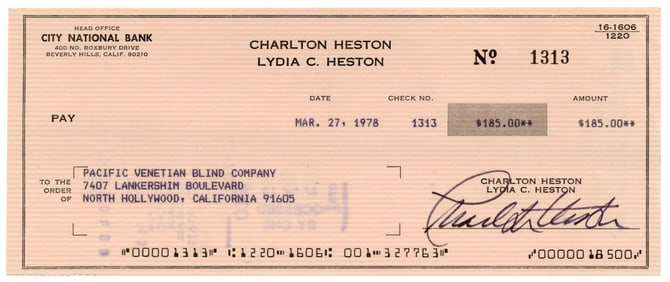 HEAD OFFICE
CITY NATIONAL BANK
400 NO. ROXBURY DRIVE
BEVERLY HILLS, CALIF. 90210
CHARLTON HESTON
LYDIA C. HESTON
16-1606
1220
No 1313
DATE CHECK NO. AMOUNT
PAY MAR. 27, 1978 1313 $185.00** $185.00**
TO THE
ORDER
OF
PACIFIC VENETIAN BLIND COMPANY
7407 LANKERSHIM BOULEVARD
NORTH HOLLYWOOD, CALIFORNIA 91605
CHARLTON HESTON
LYDIA C. HESTON
Charlton Heston
⑈00001313⑈ ⑆1220⑉1606⑆ 001⑈327763⑈ ⑇0000018500⑇